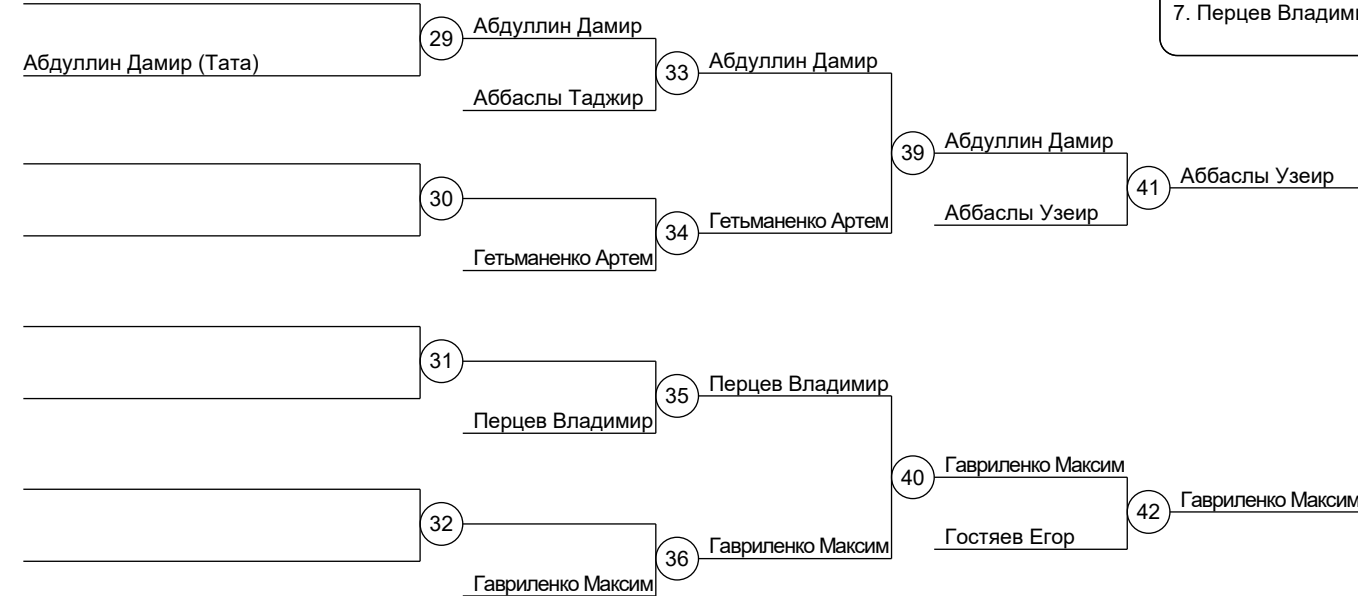 7. Перцев Владим
Абдуллин Дамир
29
Абдуллин Дамир (Тата)
Абдуллин Дамир
33
Аббаслы Таджир
Абдуллин Дамир
39
Аббаслы Узеир
41
30
Аббаслы Узеир
Гетьманенко Артем
34
Гетьманенко Артем
31
Перцев Владимир
35
Перцев Владимир
Гавриленко Максим
40
Гавриленко Максим
42
32
Гостяев Егор
Гавриленко Максим
36
Гавриленко Максим